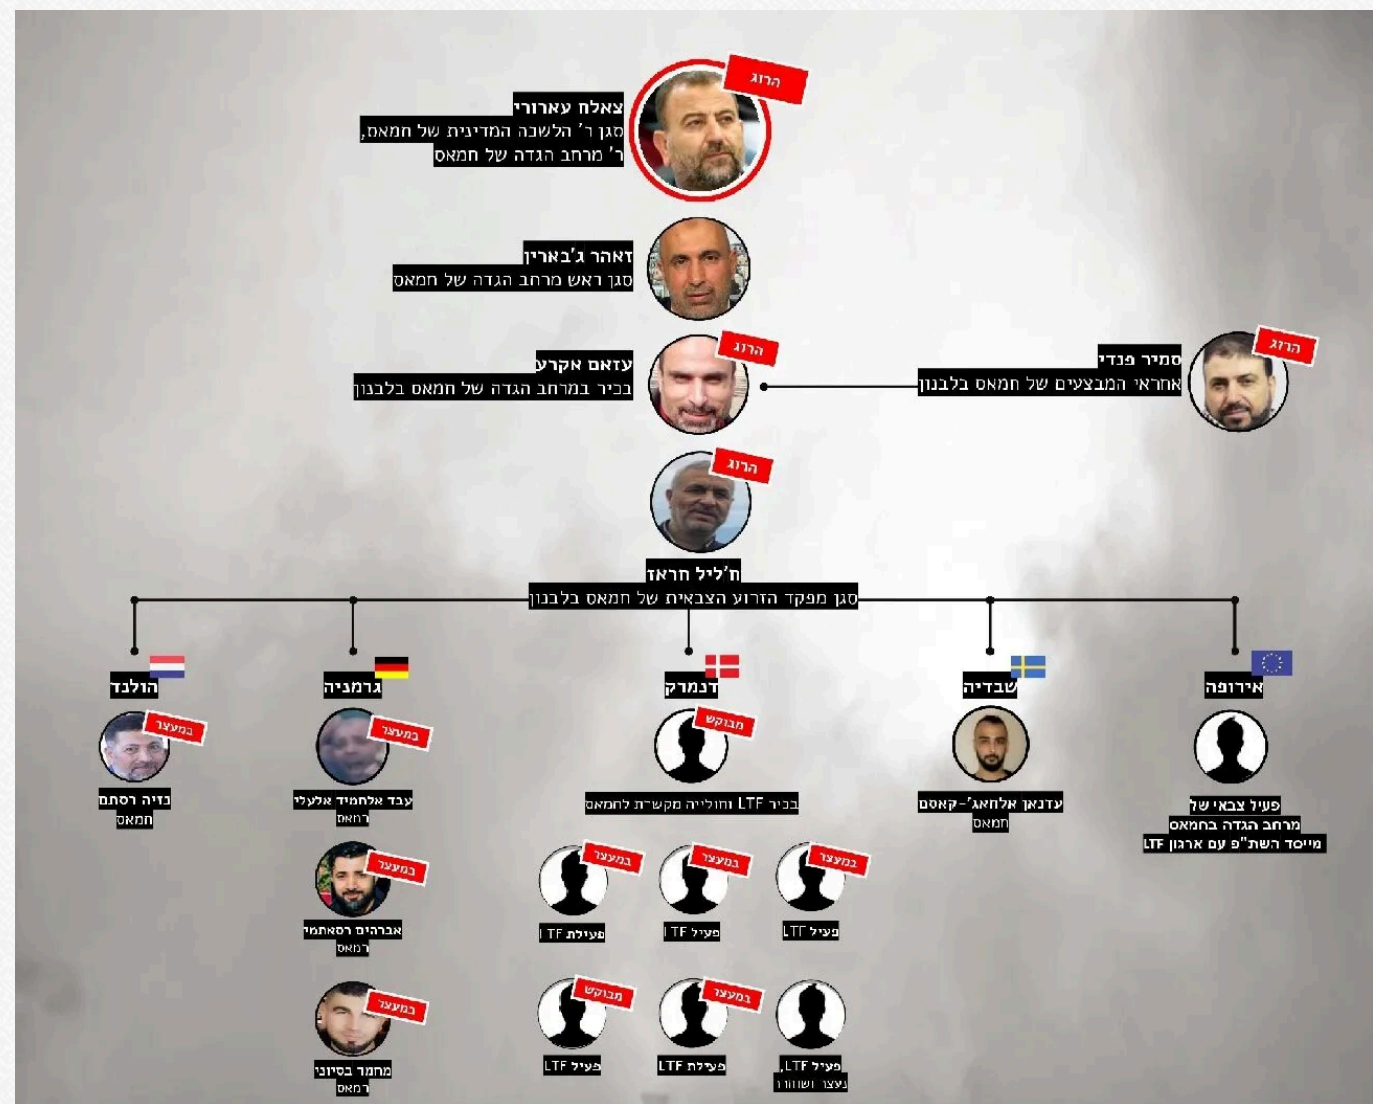 הרוג
צאלח עארורי
סגן ר' הלשכה המדינית של חמאס,
ר' מרחב הגדה של חמאס
זאהר ג'בארין
סגן ראש מרחב הגדה של חמאס
הרוג
עזאם אקרע
בכיר במרחב הגדה של חמאס בלבנון
הרוג
סמיר פנדי
אחראי המבצעים של חמאס בלבנון
הרוג
ח'ליל חראז
סגן מפקד הזרוע הצבאית של חמאס בלבנון
אירופה
פעיל צבאי של
מרחב הגדה בחמאס
מייסד השת"פ עם ארגון LTF
שבדיה
עדנאן אלחאג'-קאסם
חמאס
דנמרק
מבוקש
בכיר LTF וחולייה מקשרת לחמאס
במעצר
פעיל LTF
במעצר
פעיל LTF
במעצר
פעילת LTF
פעיל LTF,
נעצר ושוחרר
במעצר
פעילת LTF
מבוקש
פעיל LTF
גרמניה
במעצר
עבד אלחמיד אלעלי
חמאס
במעצר
אברהים רסאתמי
חמאס
במעצר
מחמד בסיוני
חמאס
הולנד
במעצר
נזיה רסתם
חמאס